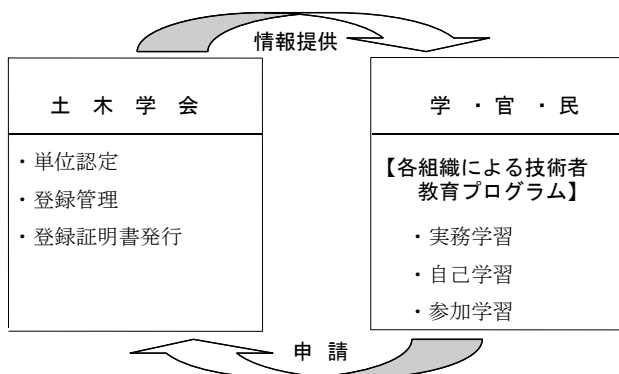 情報提供
土 木 学 会
・単位認定
・登録管理
・登録証明書発行
学 ・ 官 ・ 民
【各組織による技術者
教育プログラム】
・実務学習
・自己学習
・参加学習
申 請